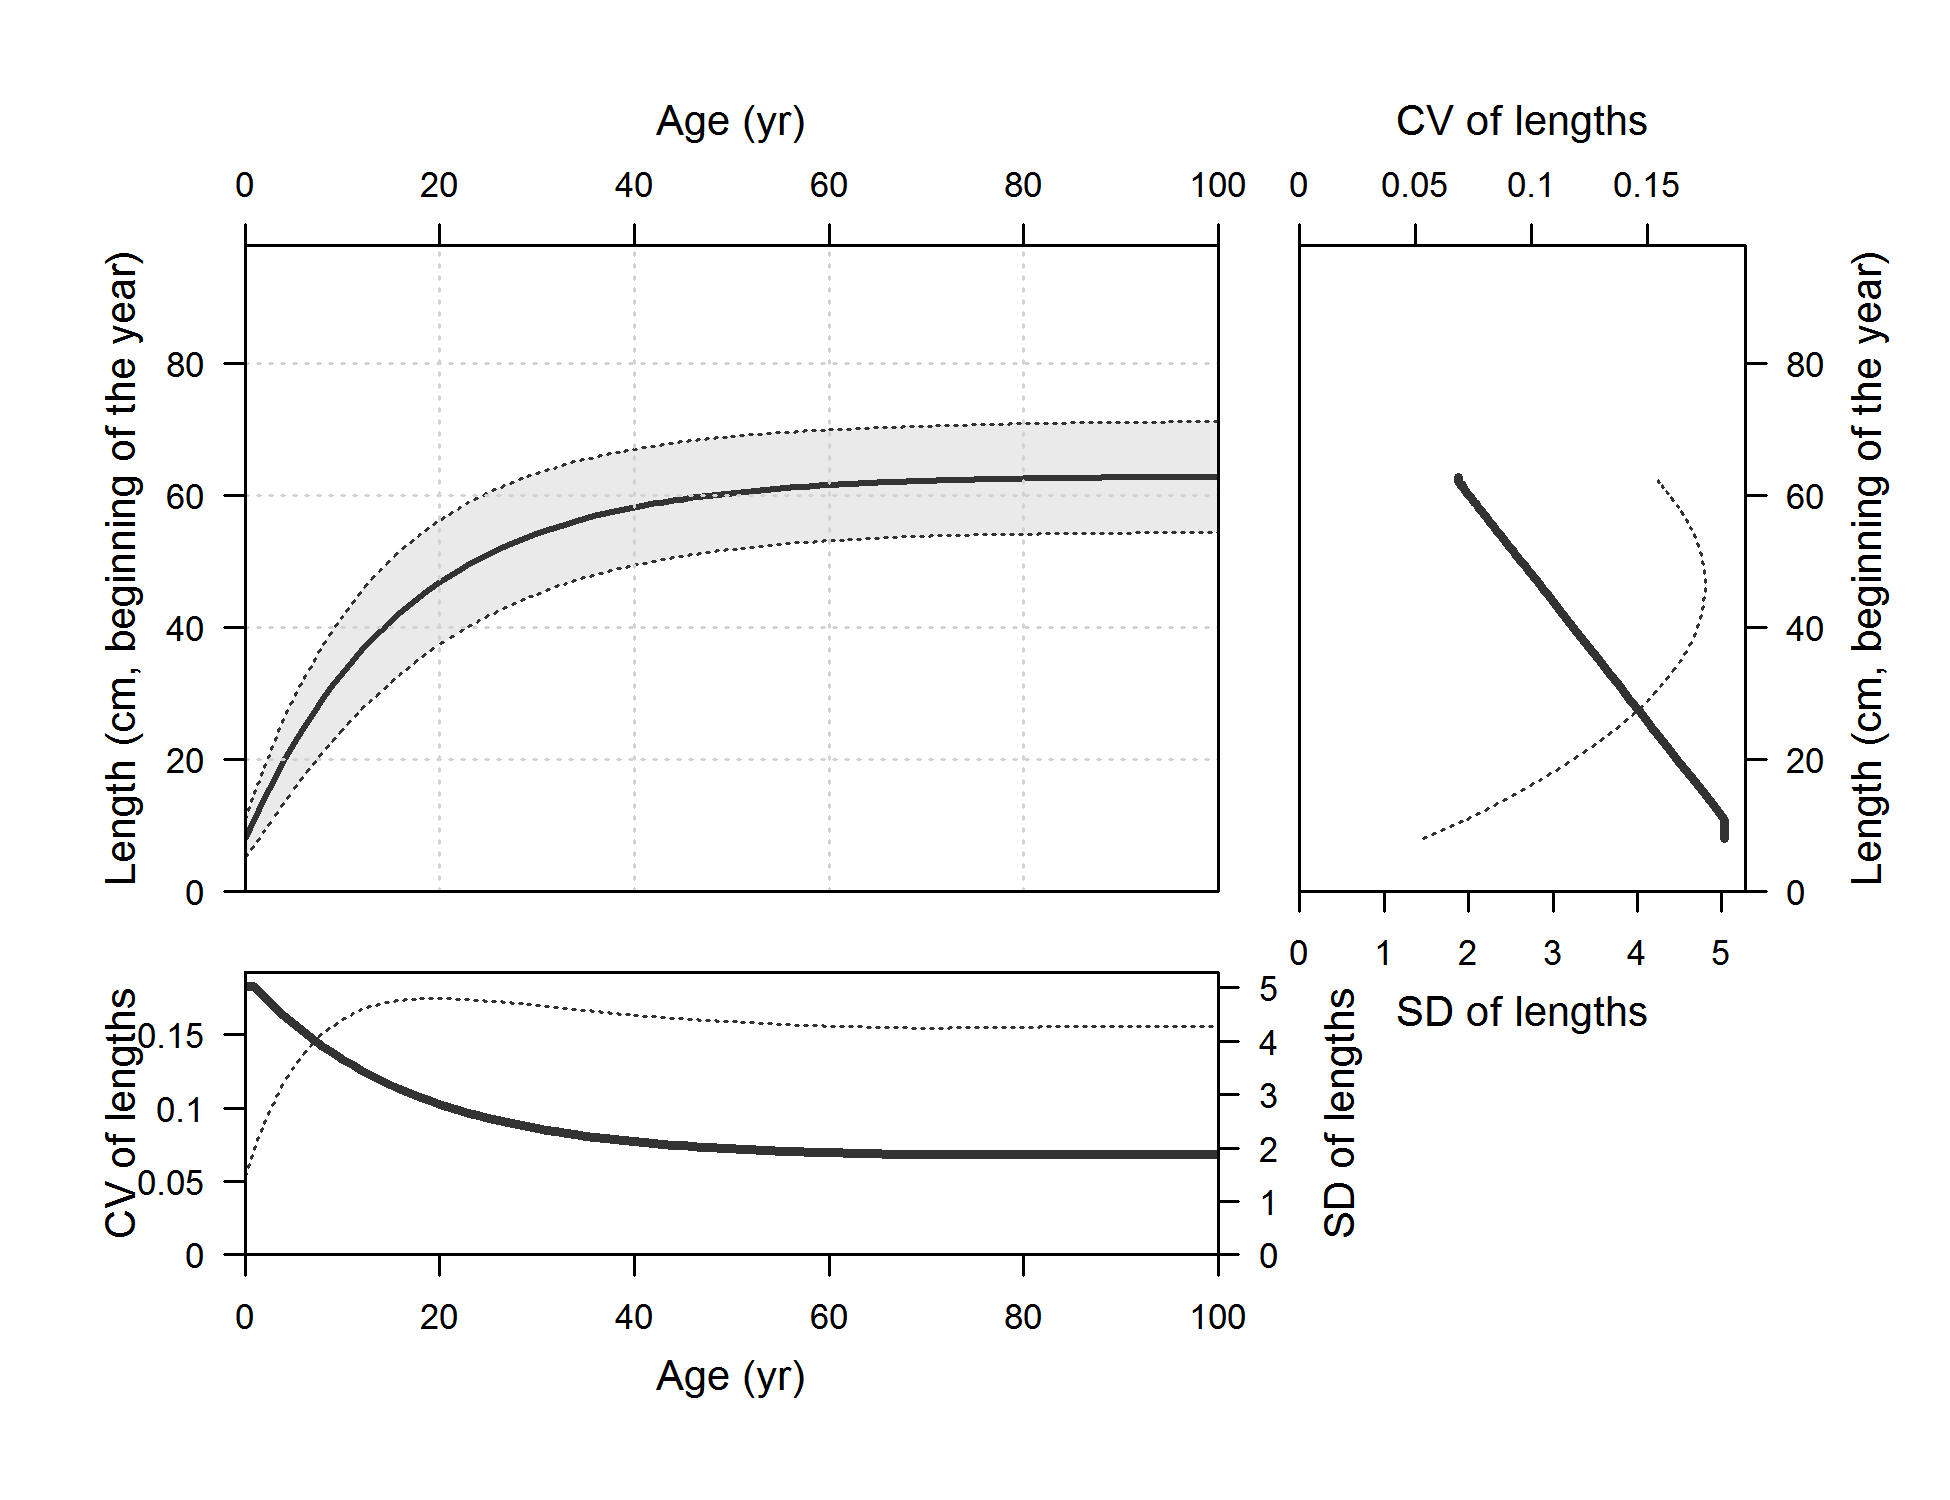 Age (yr)
CV of lengths
0 20 40 60 80 100
0 0.05 0.1 0.15
Length (cm, beginning of the year)
80
60
40
20
0
80
60
40
20
0
Length (cm, beginning of the year)
0 1 2 3 4 5
SD of lengths
CV of lengths
0.15
0.1
0.05
0
5
4
3
2
1
0
SD of lengths
0 20 40 60 80 100
Age (yr)